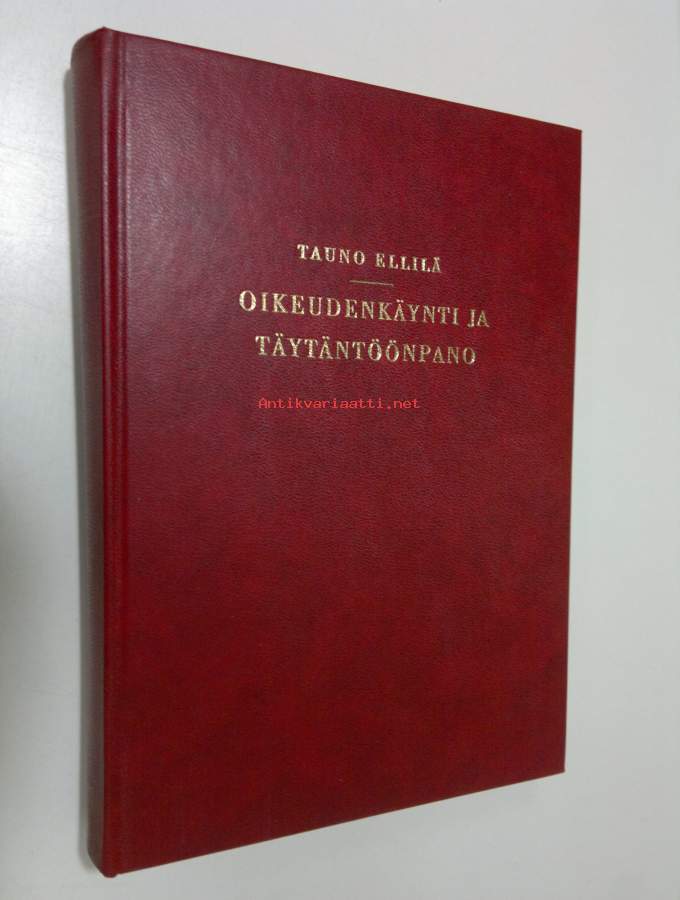 TAUNO ELLILÄ
OIKEUDENKÄYNTI JA
TÄYTÄNTÖÖNPANO
Antikvariaatti.net